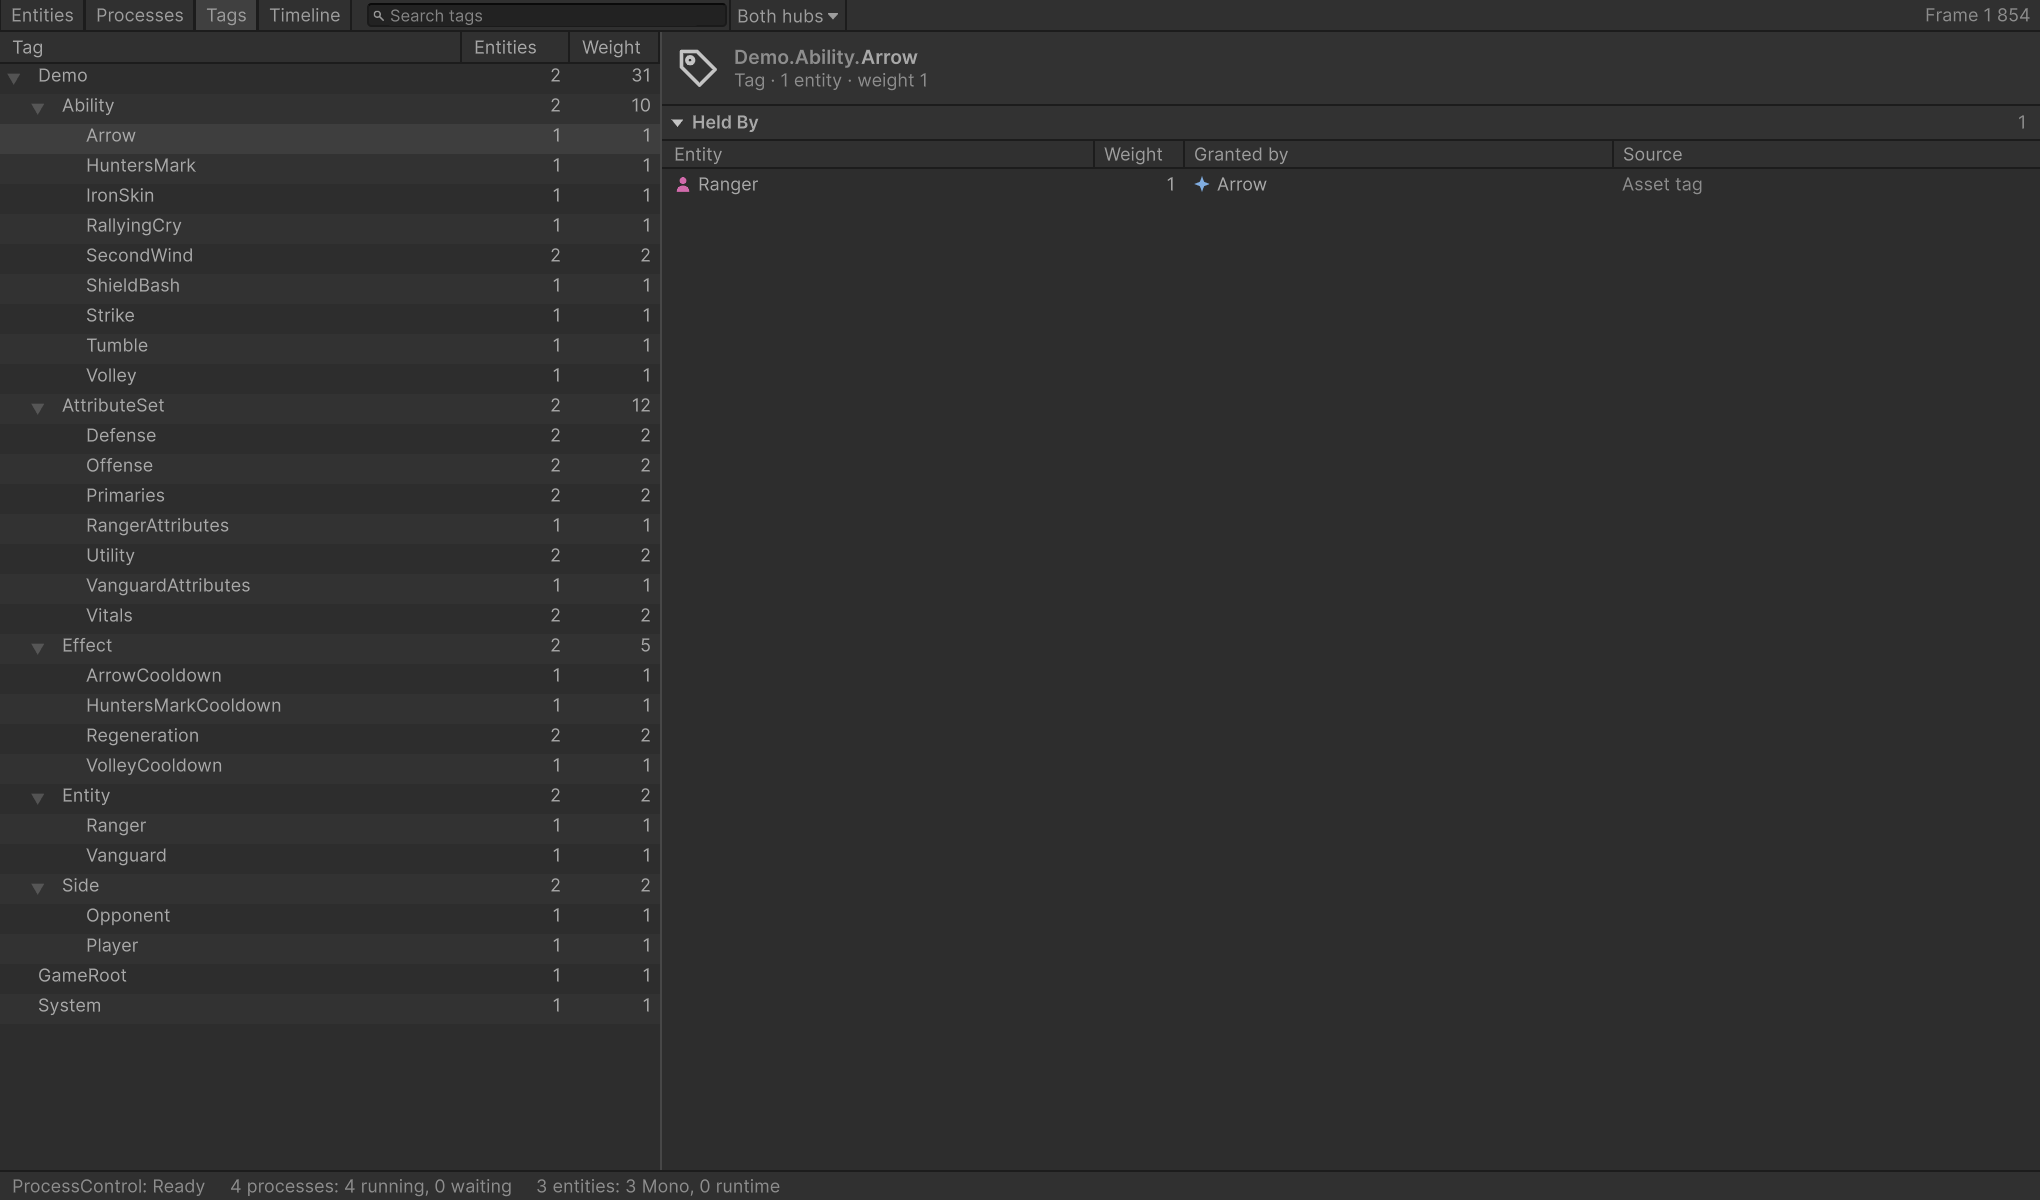 Entities Processes Tags Timeline Search tags Both hubs Frame 1 854
Tag Entities Weight
Demo 2 31
Ability 2 10
Arrow 1 1
HuntersMark 1 1
IronSkin 1 1
RallyingCry 1 1
SecondWind 2 2
ShieldBash 1 1
Strike 1 1
Tumble 1 1
Volley 1 1
AttributeSet 2 12
Defense 2 2
Offense 2 2
Primaries 2 2
RangerAttributes 1 1
Utility 2 2
VanguardAttributes 1 1
Vitals 2 2
Effect 2 5
ArrowCooldown 1 1
HuntersMarkCooldown 1 1
Regeneration 2 2
VolleyCooldown 1 1
Entity 2 2
Ranger 1 1
Vanguard 1 1
Side 2 2
Opponent 1 1
Player 1 1
GameRoot 1 1
System 1 1
Demo.Ability.Arrow
Tag · 1 entity · weight 1
Held By 1
Entity Weight Granted by Source
Ranger 1 Arrow Asset tag
ProcessControl: Ready 4 processes: 4 running, 0 waiting 3 entities: 3 Mono, 0 runtime